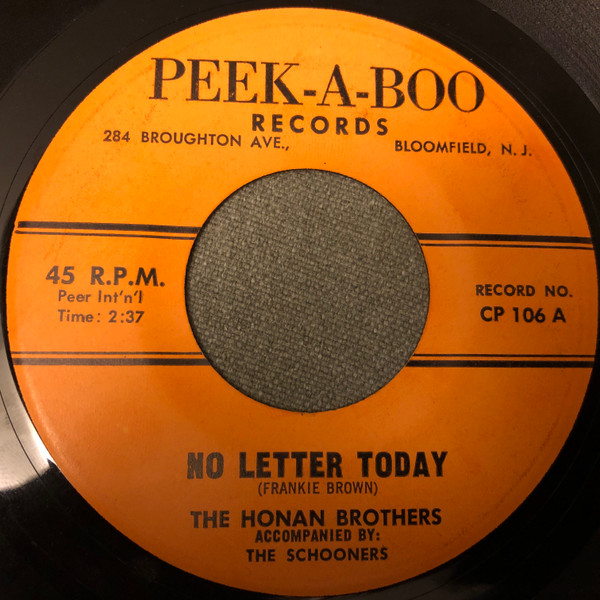 PEEK-A-BOO
RECORDS
284 BROUGHTON AVE., BLOOMFIELD, N. J.
45 R.P.M.
Peer Int'n'l
Time: 2:37
RECORD NO.
CP 106 A
NO LETTER TODAY
(FRANKIE BROWN)
THE HONAN BROTHERS
ACCOMPANIED BY:
THE SCHOONERS